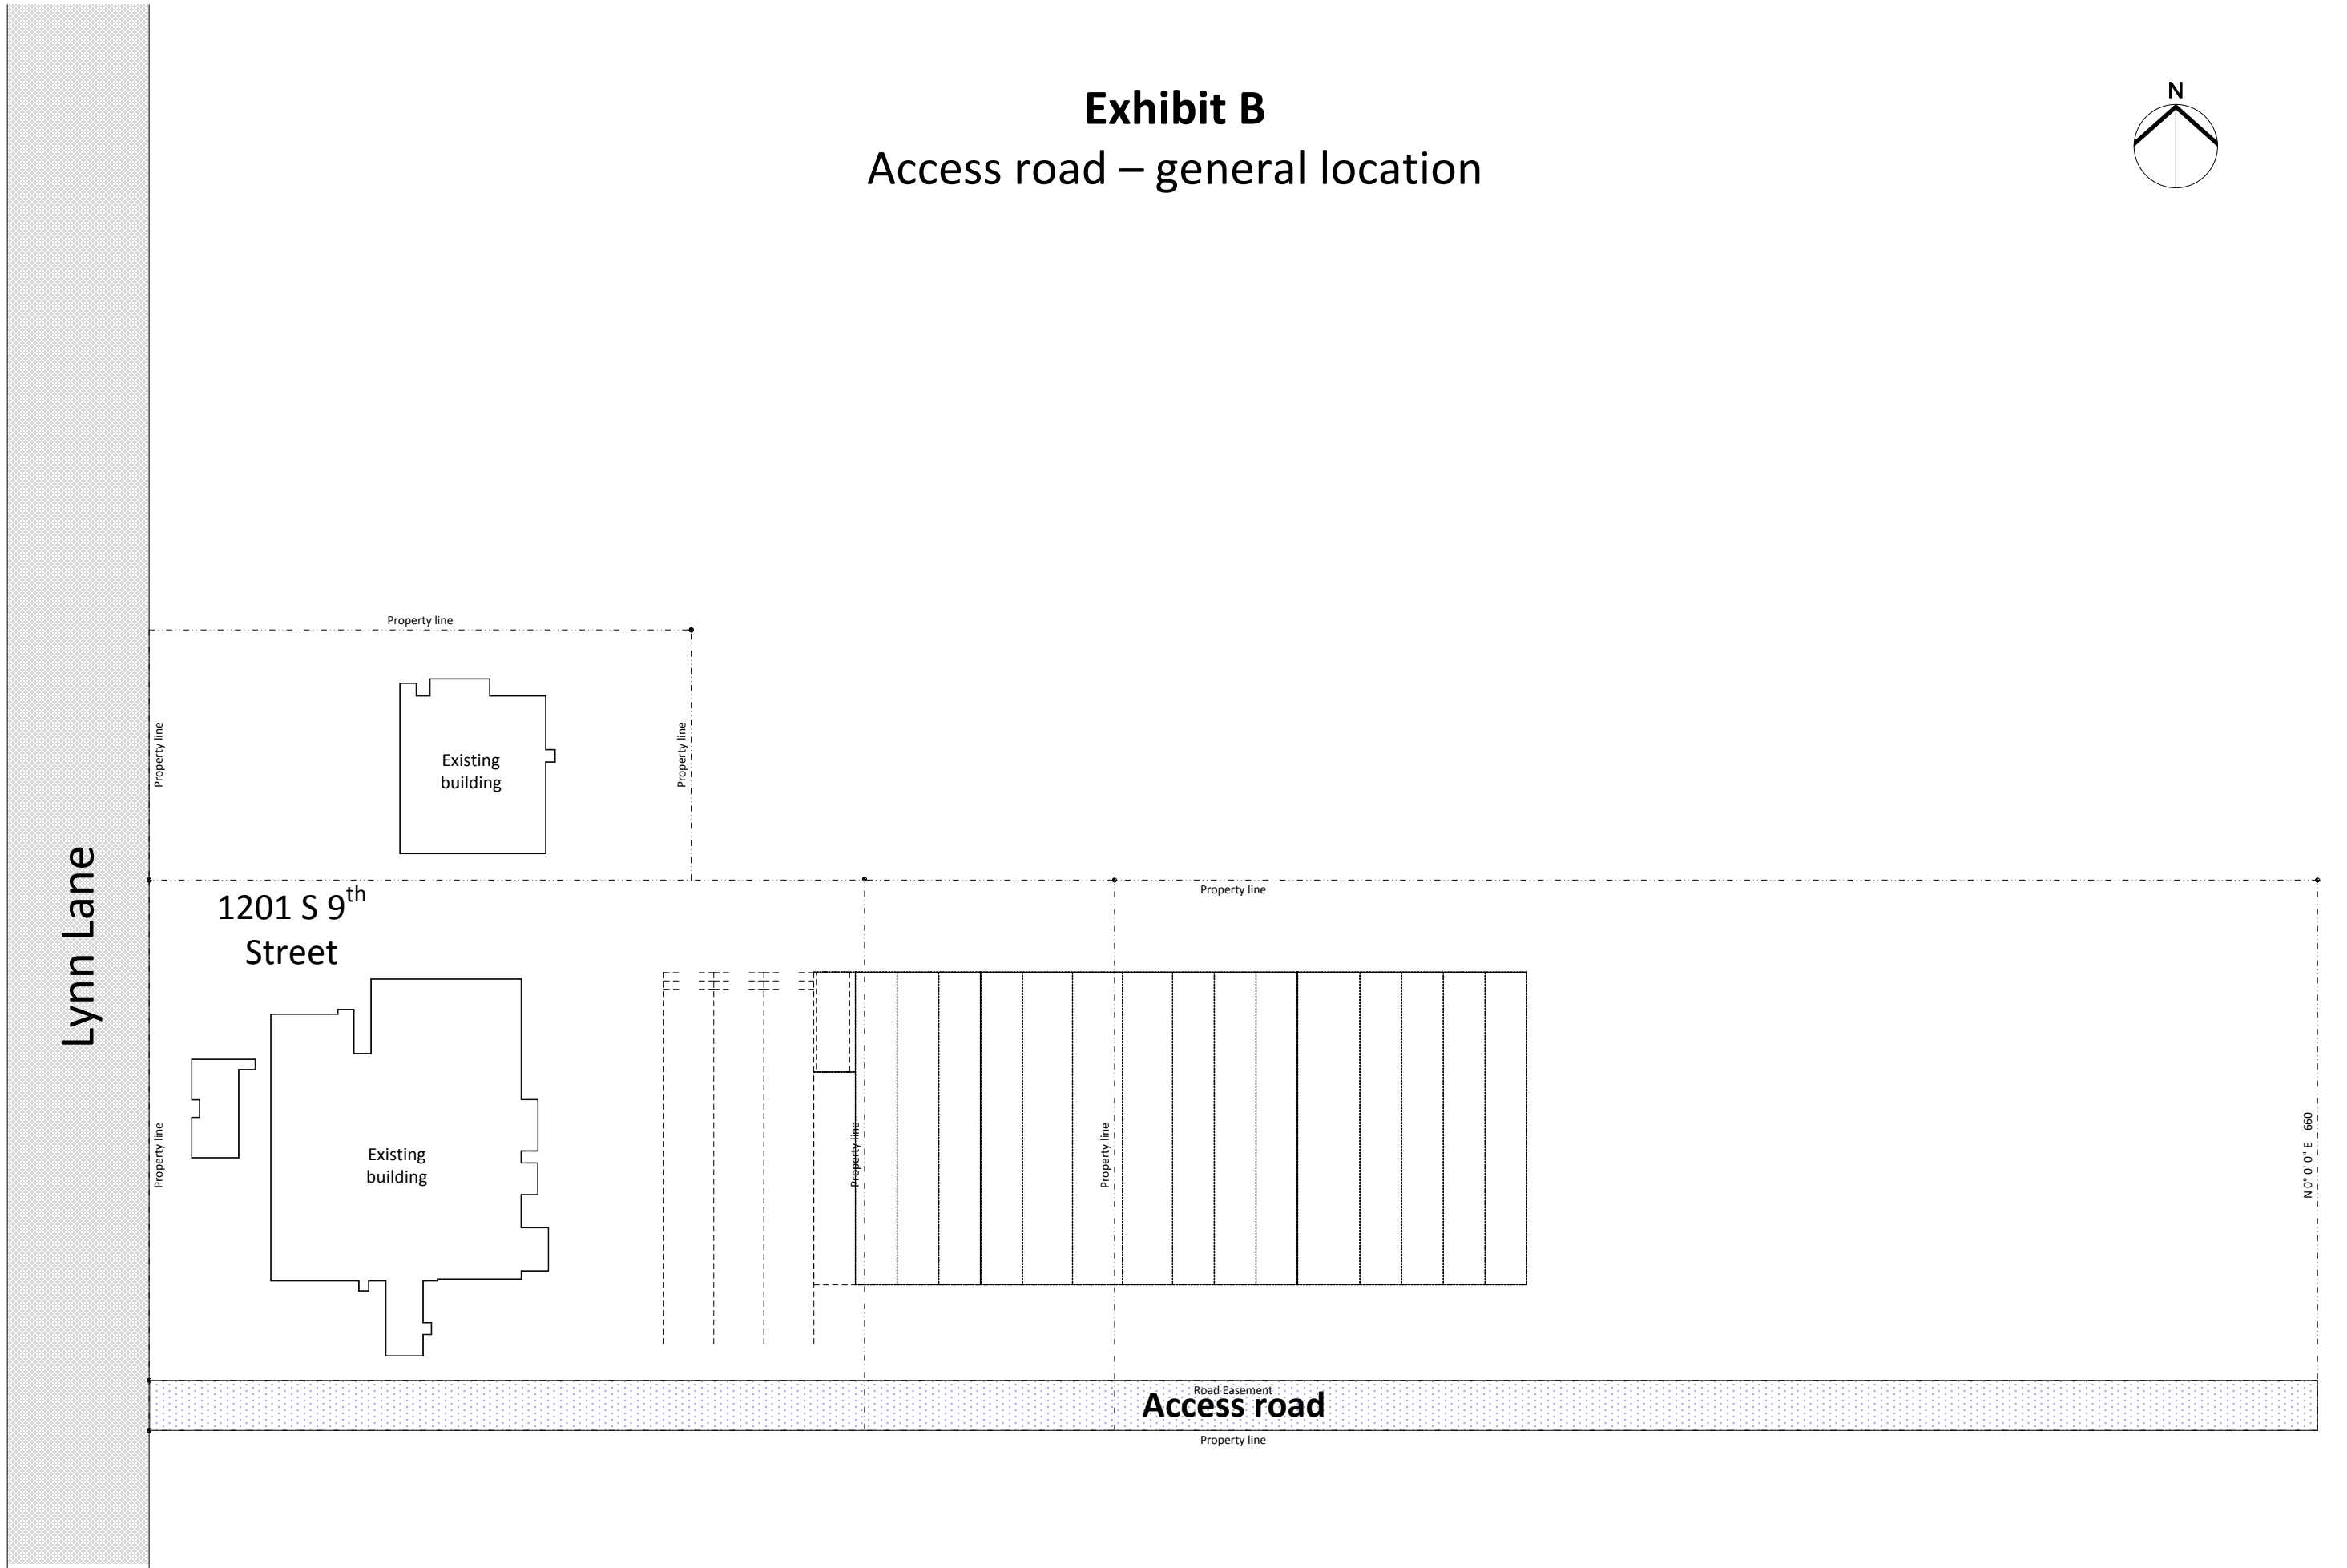 Exhibit B
Access road – general location
N
Property line
Property line
Property line
Existing
building
Lynn Lane
1201 S 9th
Street
Property line
Property line
Existing
building
Property line
Property line
N 0° 0' 0" E 660
Road Easement
Access road
Property line